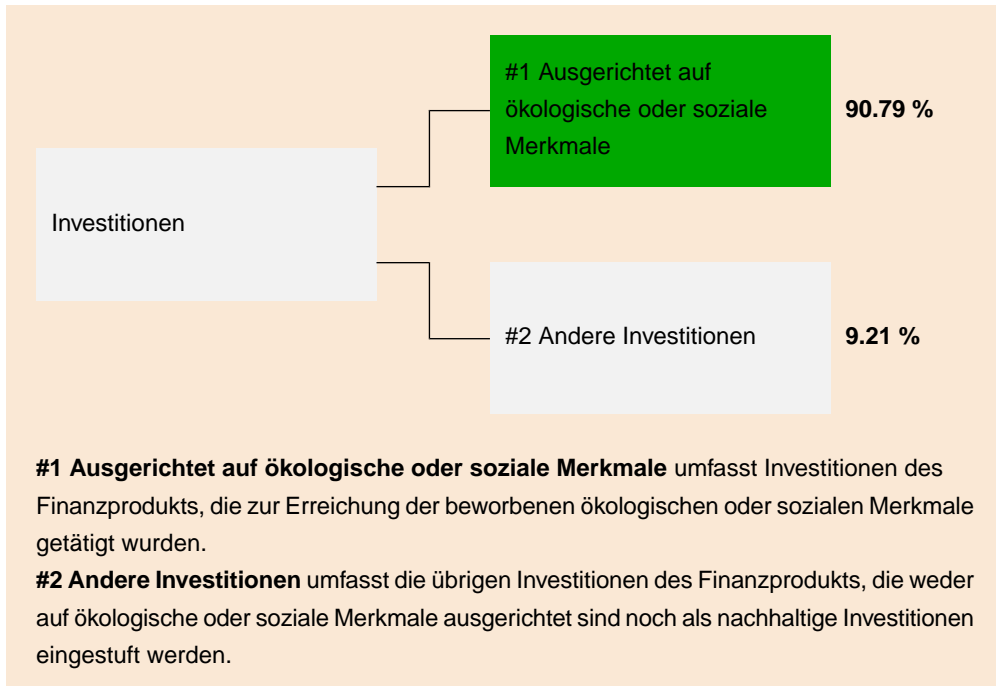 #1 Ausgerichtet auf
ökologische oder soziale
Merkmale
90.79 %
Investitionen
#2 Andere Investitionen
9.21 %
#1 Ausgerichtet auf ökologische oder soziale Merkmale umfasst Investitionen des
Finanzprodukts, die zur Erreichung der beworbenen ökologischen oder sozialen Merkmale
getätigt wurden.
#2 Andere Investitionen umfasst die übrigen Investitionen des Finanzprodukts, die weder
auf ökologische oder soziale Merkmale ausgerichtet sind noch als nachhaltige Investitionen
eingestuft werden.